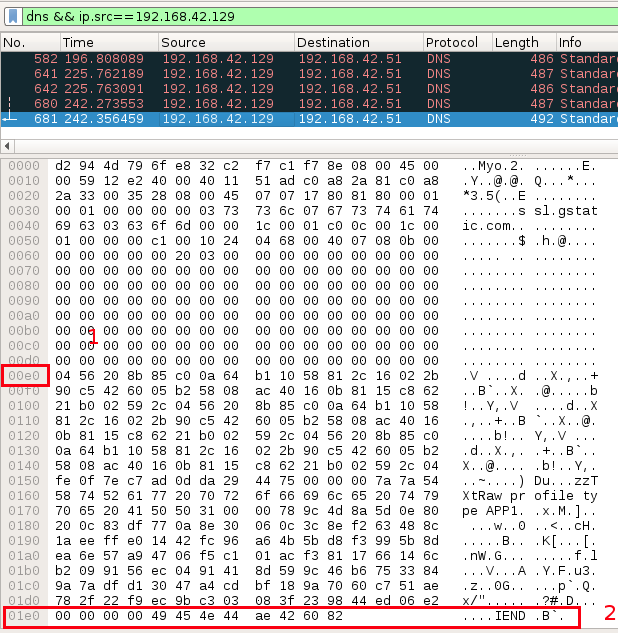 dns && ip.src==192.168.42.129
No. Time Source Destination Protocol Length Info
582 196.808089 192.168.42.129 192.168.42.51 DNS 486 Standar
641 225.762189 192.168.42.129 192.168.42.51 DNS 487 Standar
642 225.763091 192.168.42.129 192.168.42.51 DNS 486 Standar
680 242.273553 192.168.42.129 192.168.42.51 DNS 487 Standar
681 242.356459 192.168.42.129 192.168.42.51 DNS 492 Standar
0000 d2 94 4d 79 6f e8 32 c2 f7 c1 f7 8e 08 00 45 00 ..Myo.2. ......E.
0010 00 59 12 e2 40 00 40 11 51 ad c0 a8 2a 81 c0 a8 .Y..@.@. Q...*...
0020 2a 33 00 35 28 08 00 45 07 07 17 80 81 80 00 01 *3.5(..E ........
0030 00 01 00 00 00 00 03 73 73 6c 07 67 73 74 61 74 .......s sl.gstat
0040 69 63 03 63 6f 6d 00 00 1c 00 01 c0 0c 00 1c 00 ic.com.. ........
0050 01 00 00 00 c1 00 10 24 04 68 00 40 07 08 0b 00 .......$ .h.@....
0060 00 00 00 00 00 20 03 00 00 00 00 00 00 00 00 00 ..... .. ........
0070 00 00 00 00 00 00 00 00 00 00 00 00 00 00 00 00 ........ ........
0080 00 00 00 00 00 00 00 00 00 00 00 00 00 00 00 00 ........ ........
0090 00 00 00 00 00 00 00 00 00 00 00 00 00 00 00 00 ........ ........
00a0 00 00 00 00 00 00 00 00 00 00 00 00 00 00 00 00 ........ ........
00b0 00 00 00 00 00 00 00 00 00 00 00 00 00 00 00 00 ........ ........
1
00c0 00 00 00 00 00 00 00 00 00 00 00 00 00 00 00 00 ........ ........
00d0 00 00 00 00 00 00 00 00 00 00 00 00 00 00 00 00 ........ ........
00e0 04 56 20 8b 85 c0 0a 64 b1 10 58 81 2c 16 02 2b .V ....d ..X.,..+
00f0 90 c5 42 60 05 b2 58 08 ac 40 16 0b 81 15 c8 62 ..B`..X. .@.....b
0100 21 b0 02 59 2c 04 56 20 8b 85 c0 0a 64 b1 10 58 !..Y,.V ....d..X
0110 81 2c 16 02 2b 90 c5 42 60 05 b2 58 08 ac 40 16 .,..+..B `..X..@.
0120 0b 81 15 c8 62 21 b0 02 59 2c 04 56 20 8b 85 c0 ....b!.. Y,.V ...
0130 0a 64 b1 10 58 81 2c 16 02 2b 90 c5 42 60 05 b2 .d..X.,. .+..B`..
0140 58 08 ac 40 16 0b 81 15 c8 62 21 b0 02 59 2c 04 X..@.... .b!..Y,.
0150 fe 0f 7e c7 ad 0d da 29 44 75 00 00 00 00 7a 7a 54 ..~....) Du...zzT
0160 58 74 52 61 77 20 70 72 6f 66 69 6c 65 20 74 79 XtRaw pr ofile ty
0170 70 65 20 41 50 50 31 00 00 78 9c 4d 8a 5d 0e 80 pe APP1. .x.M.]..
0180 20 0c 83 df 77 0a 8e 30 06 0c 3c 8e f2 63 48 8c  ...w..0 ..<..cH.
0190 1a ee ff e0 14 42 fc 96 a6 4b 5b d8 f3 99 5b 8d .....B.. .K[...[.
01a0 ea 6e 57 a9 47 06 f5 c1 01 ac f3 81 17 66 14 6c .nW.G... .....f.l
01b0 b2 09 91 56 ec 04 91 41 8d 59 9c 46 b6 75 33 84 ...V...A .Y.F.u3.
01c0 9a 7a df d1 30 47 a4 cd bf 18 9a 70 60 c7 51 ae .z..0G.. ...p`.Q.
01d0 78 2f 22 f9 ec 9b c3 03 08 3f 23 98 44 ed 06 e2 x/"..... .?#.D...
01e0 00 00 00 00 49 45 4e 44 ae 42 60 82 ....IEND .B`.
2